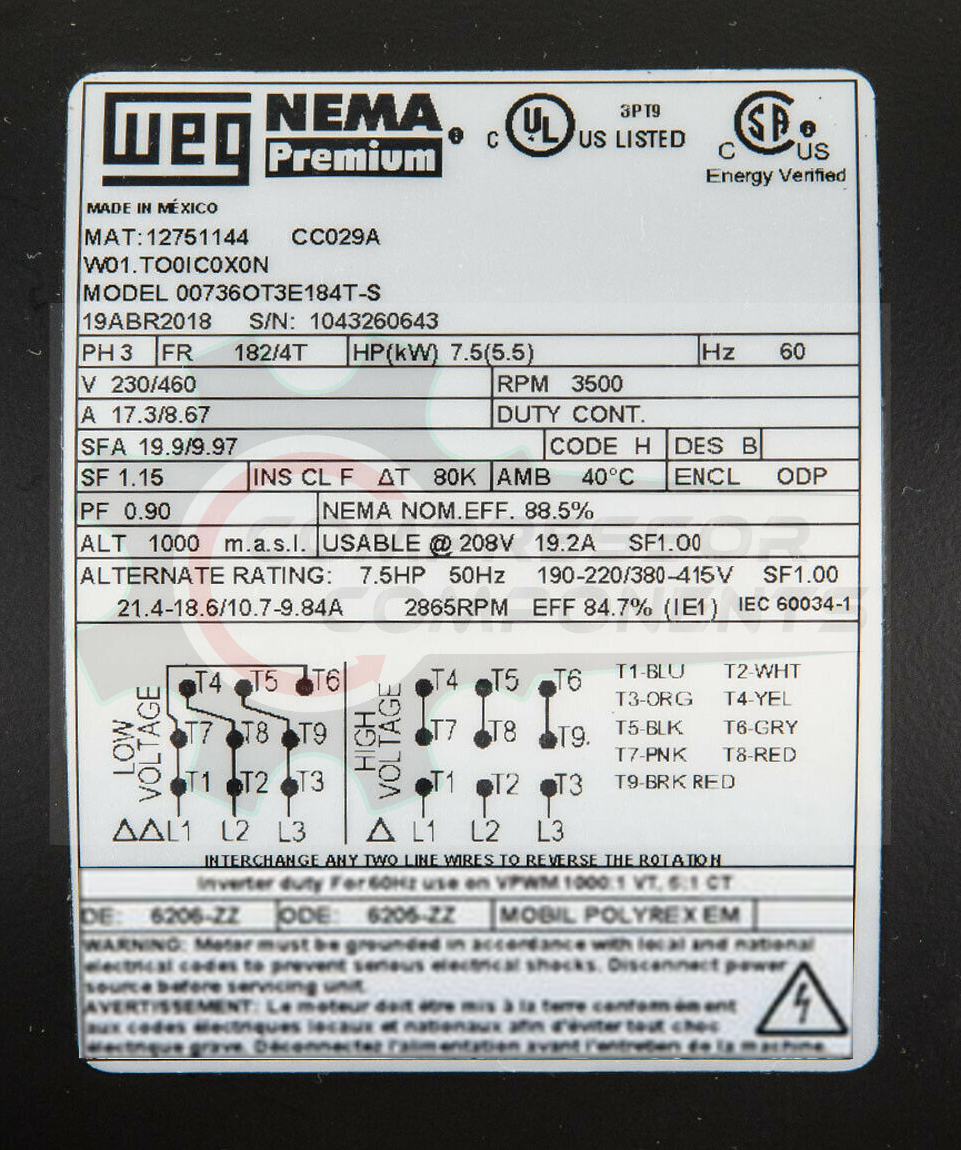 WEG NEMA Premium
C UL US LISTED 3PT9
C SA US
Energy Verified
MADE IN MÉXICO
MAT:12751144 CC029A
W01.TO0IC0X0N
MODEL 00736OT3E184T-S
19ABR2018 S/N: 1043260643
PH 3 FR 182/4T HP(kW) 7.5(5.5) Hz 60
V 230/460 RPM 3500
A 17.3/8.67 DUTY CONT.
SFA 19.9/9.97 CODE H DES B
SF 1.15 INS CL F ΔT 80K AMB 40°C ENCL ODP
PF 0.90 NEMA NOM.EFF. 88.5%
ALT 1000 m.a.s.l. USABLE @ 208V 19.2A SF1.00
ALTERNATE RATING: 7.5HP 50Hz 190-220/380-415V SF1.00
21.4-18.6/10.7-9.84A 2865RPM EFF 84.7% (IE1) IEC 60034-1
COMPRESSOR
COMPONENTS
LOW VOLTAGE
T4 T5 T6
T7 T8 T9
T1 T2 T3
ΔΔ L1 L2 L3
HIGH VOLTAGE
T4 T5 T6
T7 T8 T9.
T1 T2 T3
Δ L1 L2 L3
T1-BLU T2-WHT
T3-ORG T4-YEL
T5-BLK T6-GRY
T7-PNK T8-RED
T9-BRK RED
INTERCHANGE ANY TWO LINE WIRES TO REVERSE THE ROTATION
Inverter duty For 60Hz use on VPWM 1000:1 VT, 6:1 CT
DE: 6206-ZZ ODE: 6205-ZZ MOBIL POLYREX EM
WARNING: Motor must be grounded in accordance with local and national
electrical codes to prevent serious electrical shocks. Disconnect power
source before servicing unit.
AVERTISSEMENT: Le moteur doit être mis à la terre conformément
aux codes électriques locaux et nationaux afin d'éviter tout choc
électrique grave. Déconnectez l'alimentation avant l'entretien de la machine.